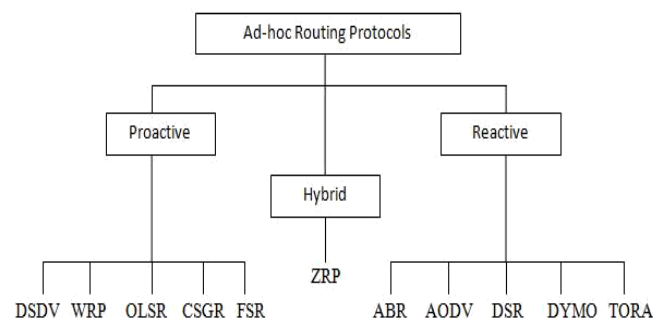 Ad-hoc Routing Protocols
Proactive
Reactive
Hybrid
ZRP
DSDV WRP OLSR CSGR FSR
ABR AODV DSR DYMO TORA